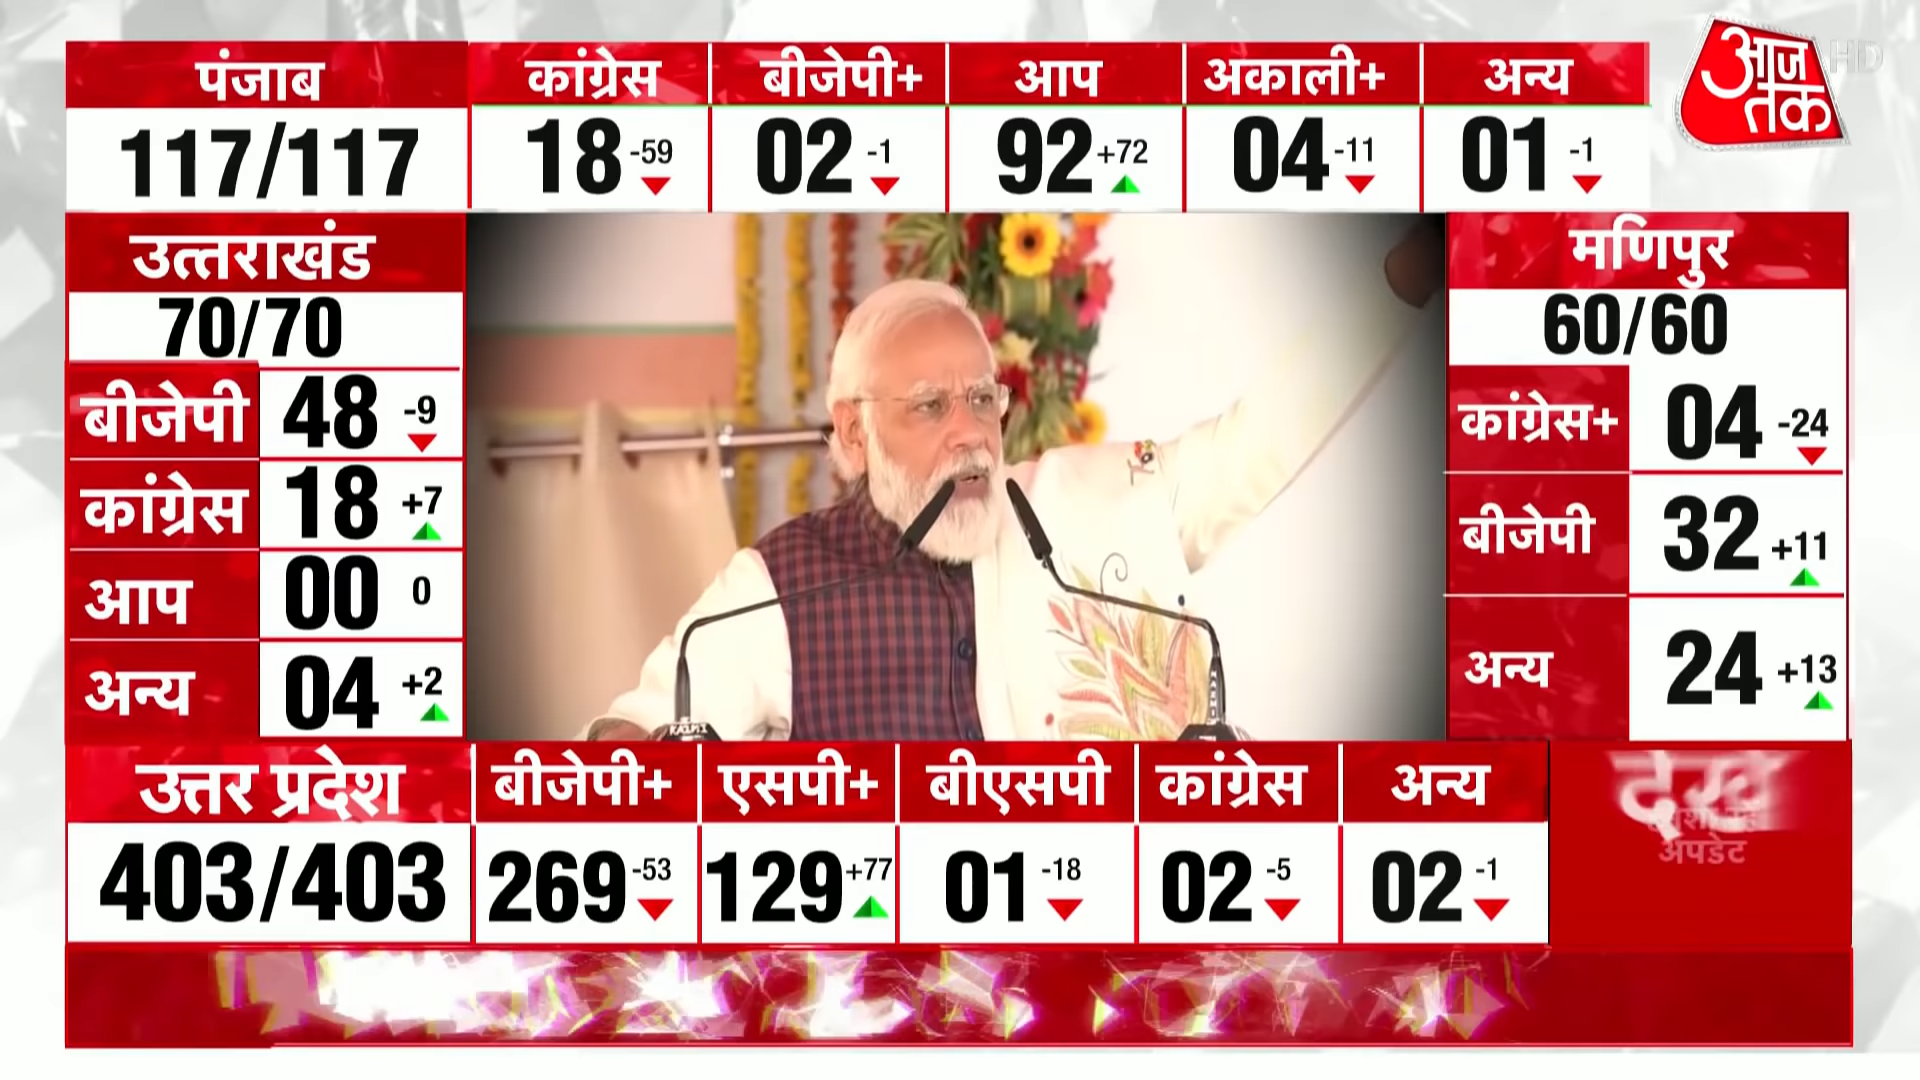 पंजाब
117/117
कांग्रेस
18 -59
बीजेपी+
02 -1
आप
92 +72
अकाली+
04 -11
अन्य
01 -1
आज
तक
HD
उत्तराखंड
70/70
बीजेपी 48 -9
कांग्रेस 18 +7
आप 00 0
अन्य 04 +2
मणिपुर
60/60
कांग्रेस+ 04 -24
बीजेपी 32 +11
अन्य 24 +13
उत्तर प्रदेश
403/403
बीजेपी+
269 -53
एसपी+
129 +77
बीएसपी
01 -18
कांग्रेस
02 -5
अन्य
02 -1
अपडेट